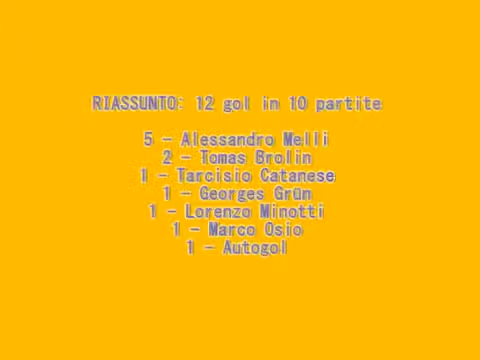 RIASSUNTO: 12 gol in 10 partite
5 - Alessandro Melli
2 - Tomas Brolin
1 - Tarcisio Catanese
1 - Georges Grün
1 - Lorenzo Minotti
1 - Marco Osio
1 - Autogol